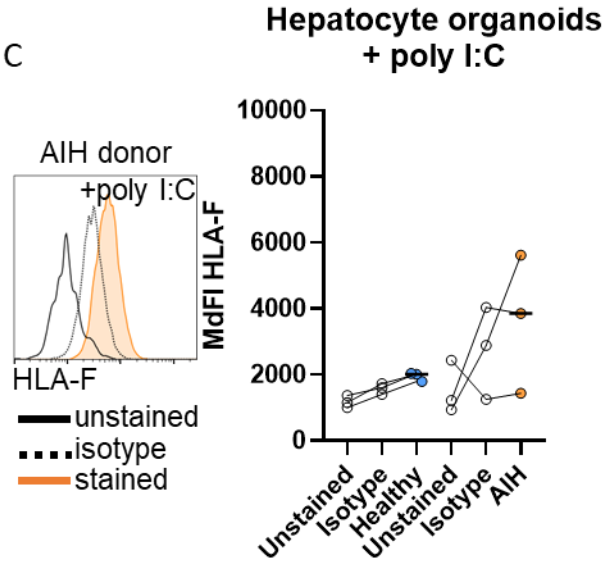 C
Hepatocyte organoids
+ poly I:C
AIH donor
+poly I:C
HLA-F
unstained
isotype
stained
MdFI HLA-F
10000
8000
6000
4000
2000
0
Unstained
Isotype
Healthy
Unstained
Isotype
AIH